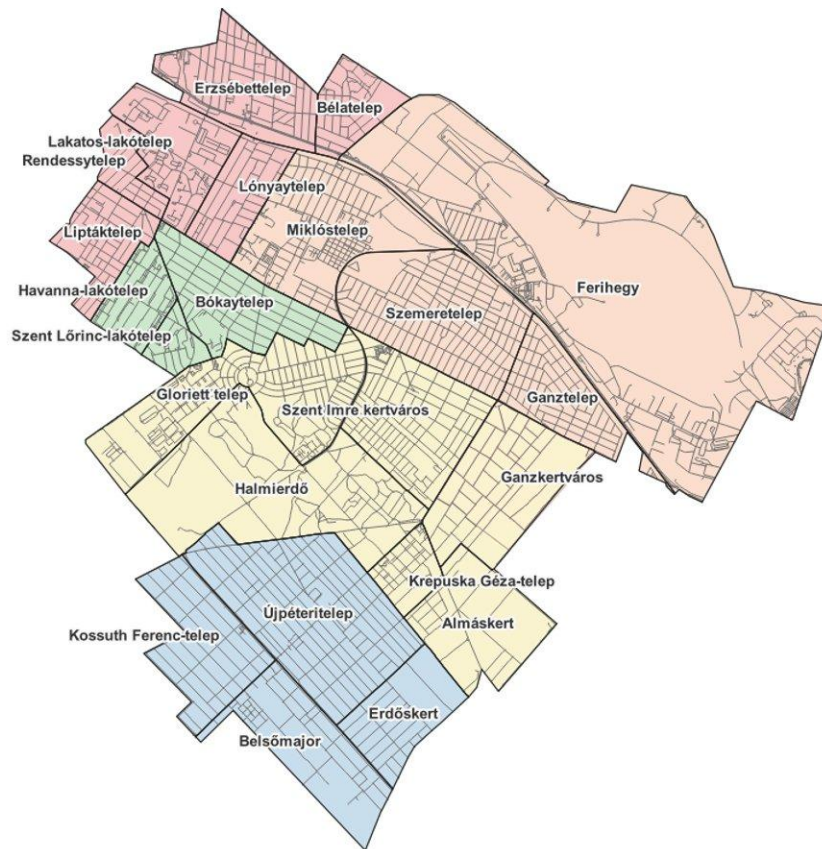 Erzsébettelep
Bélatelep
Lakatos-lakótelep
Rendessytelep
Lónyaytelep
Liptáktelep
Miklóstelep
Ferihegy
Havanna-lakótelep
Bókaytelep
Szemeretelep
Szent Lőrinc-lakótelep
Gloriett telep
Ganztelep
Szent Imre kertváros
Ganzkertváros
Halmierdő
Krepuska Géza-telep
Újpéteritelep
Almáskert
Kossuth Ferenc-telep
Erdőskert
Belsőmajor